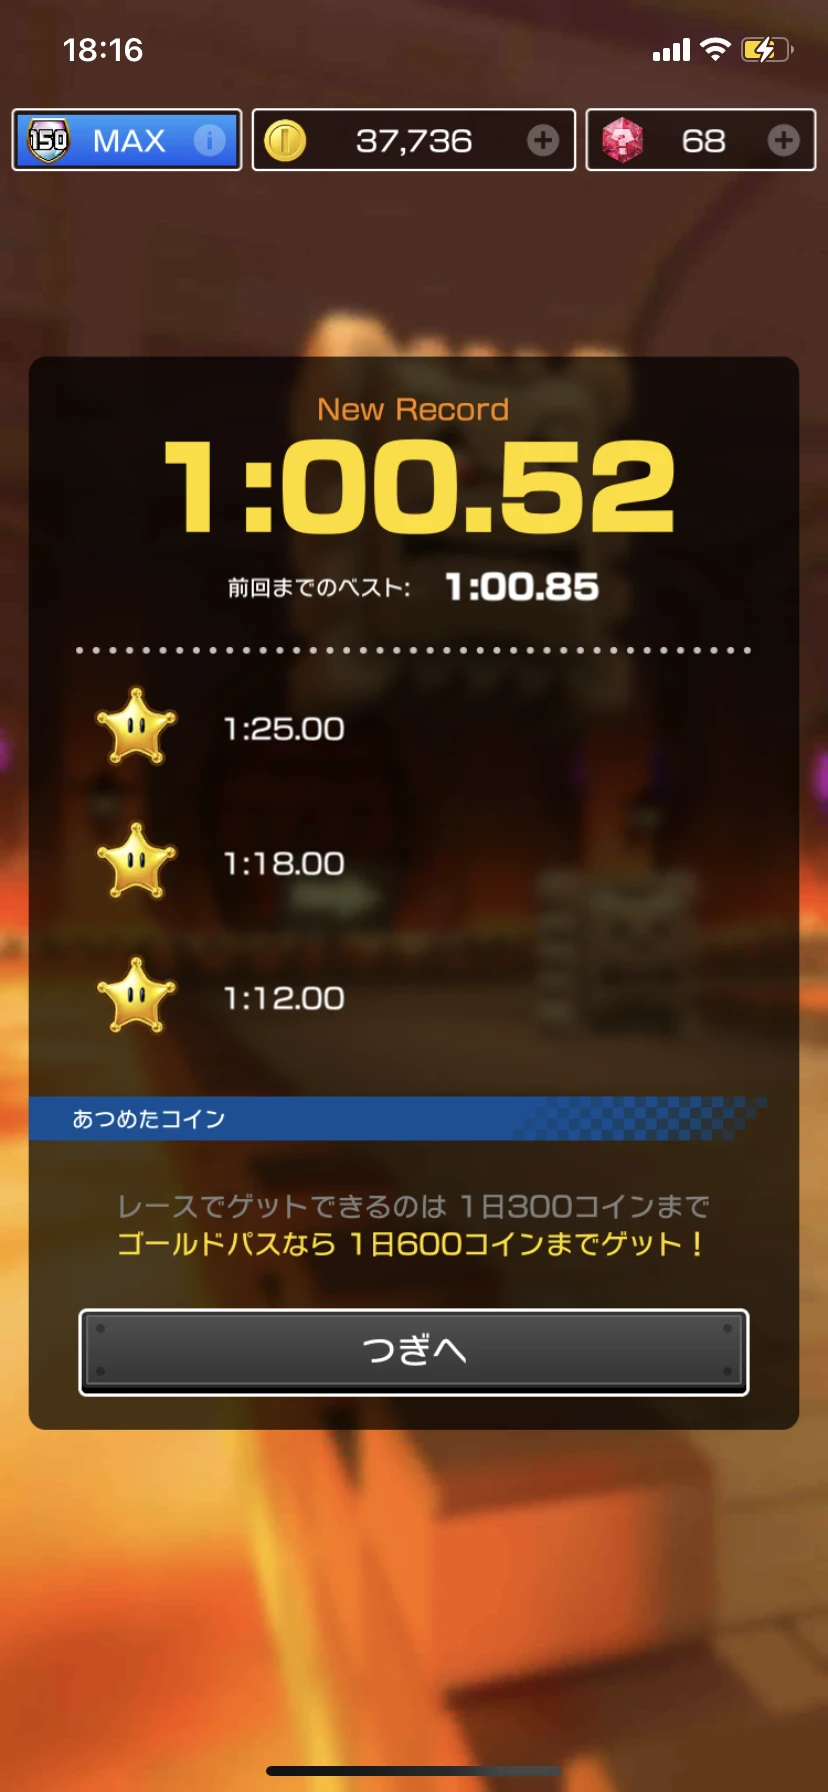 18:16
150 MAX i 37,736 + 68 +
New Record
1:00.52
前回までのベスト: 1:00.85
1:25.00
1:18.00
1:12.00
あつめたコイン
レースでゲットできるのは 1日300コインまで
ゴールドパスなら 1日600コインまでゲット！
つぎへ